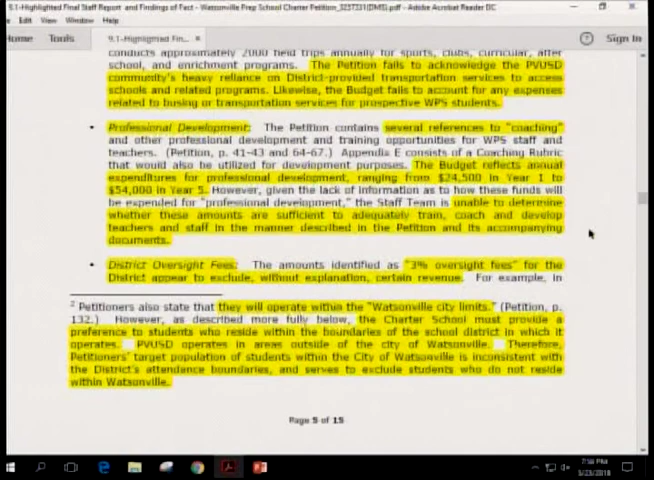 9.1-Highlighted Final Staff Report and Findings of Fact - Watsonville Prep School Charter Petition_3237331(DMS).pdf - Adobe Acrobat Reader DC
Edit View Window Help
Home Tools 9.1-Highlighted Fin... × Sign In
conducts approximately 2000 field trips annually for sports, clubs, curricular, after
school, and enrichment programs. The Petition fails to acknowledge the PVUSD
community's heavy reliance on District-provided transportation services to access
schools and related programs. Likewise, the Budget fails to account for any expenses
related to busing or transportation services for prospective WPS students.
• Professional Development: The Petition contains several references to "coaching"
and other professional development and training opportunities for WPS staff and
teachers. (Petition, p. 41-43 and 64-67.) Appendix E consists of a Coaching Rubric
that would also be utilized for development purposes. The Budget reflects annual
expenditures for professional development, ranging from $24,500 in Year 1 to
$54,000 in Year 5. However, given the lack of information as to how these funds will
be expended for "professional development," the Staff Team is unable to determine
whether these amounts are sufficient to adequately train, coach and develop
teachers and staff in the manner described in the Petition and its accompanying
documents.
• District Oversight Fees: The amounts identified as "3% oversight fees" for the
District appear to exclude, without explanation, certain revenue. For example, in
2 Petitioners also state that they will operate within the "Watsonville city limits." (Petition, p.
132.) However, as described more fully below, the Charter School must provide a
preference to students who reside within the boundaries of the school district in which it
operates. PVUSD operates in areas outside of the city of Watsonville. Therefore,
Petitioners' target population of students within the City of Watsonville is inconsistent with
the District's attendance boundaries, and serves to exclude students who do not reside
within Watsonville.
Page 5 of 15
5/23/2018